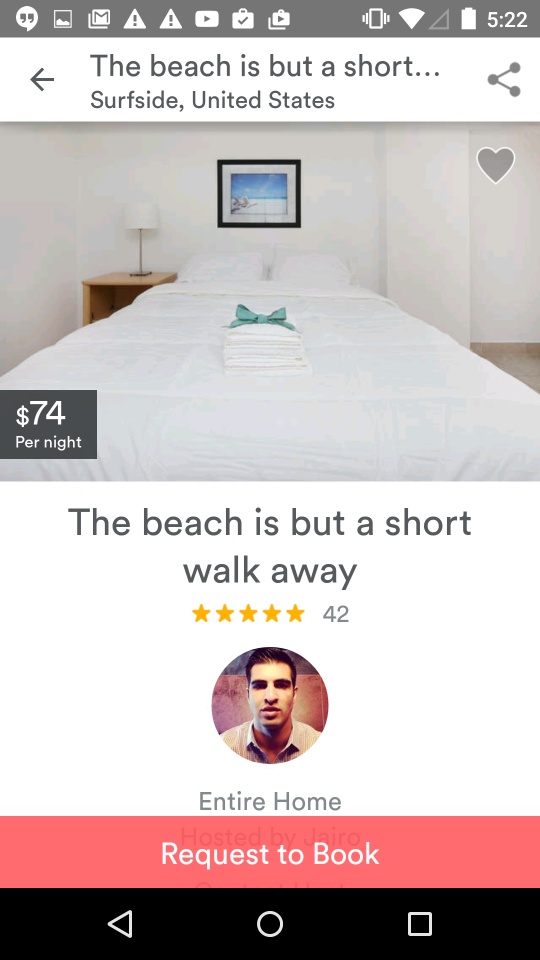 5:22
The beach is but a short...
Surfside, United States
$74
Per night
The beach is but a short
walk away
42
Entire Home
Hosted by Jairo
Request to Book